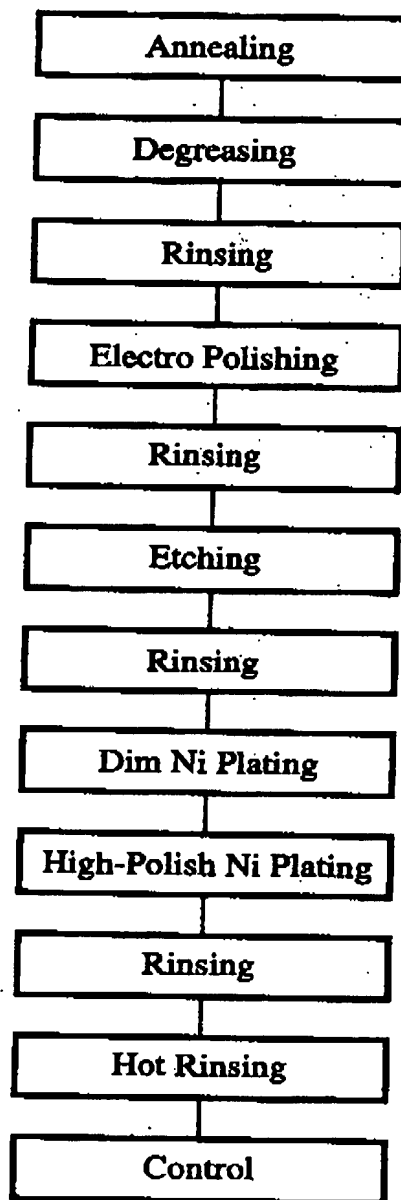 Annealing
Degreasing
Rinsing
Electro Polishing
Rinsing
Etching
Rinsing
Dim Ni Plating
High-Polish Ni Plating
Rinsing
Hot Rinsing
Control